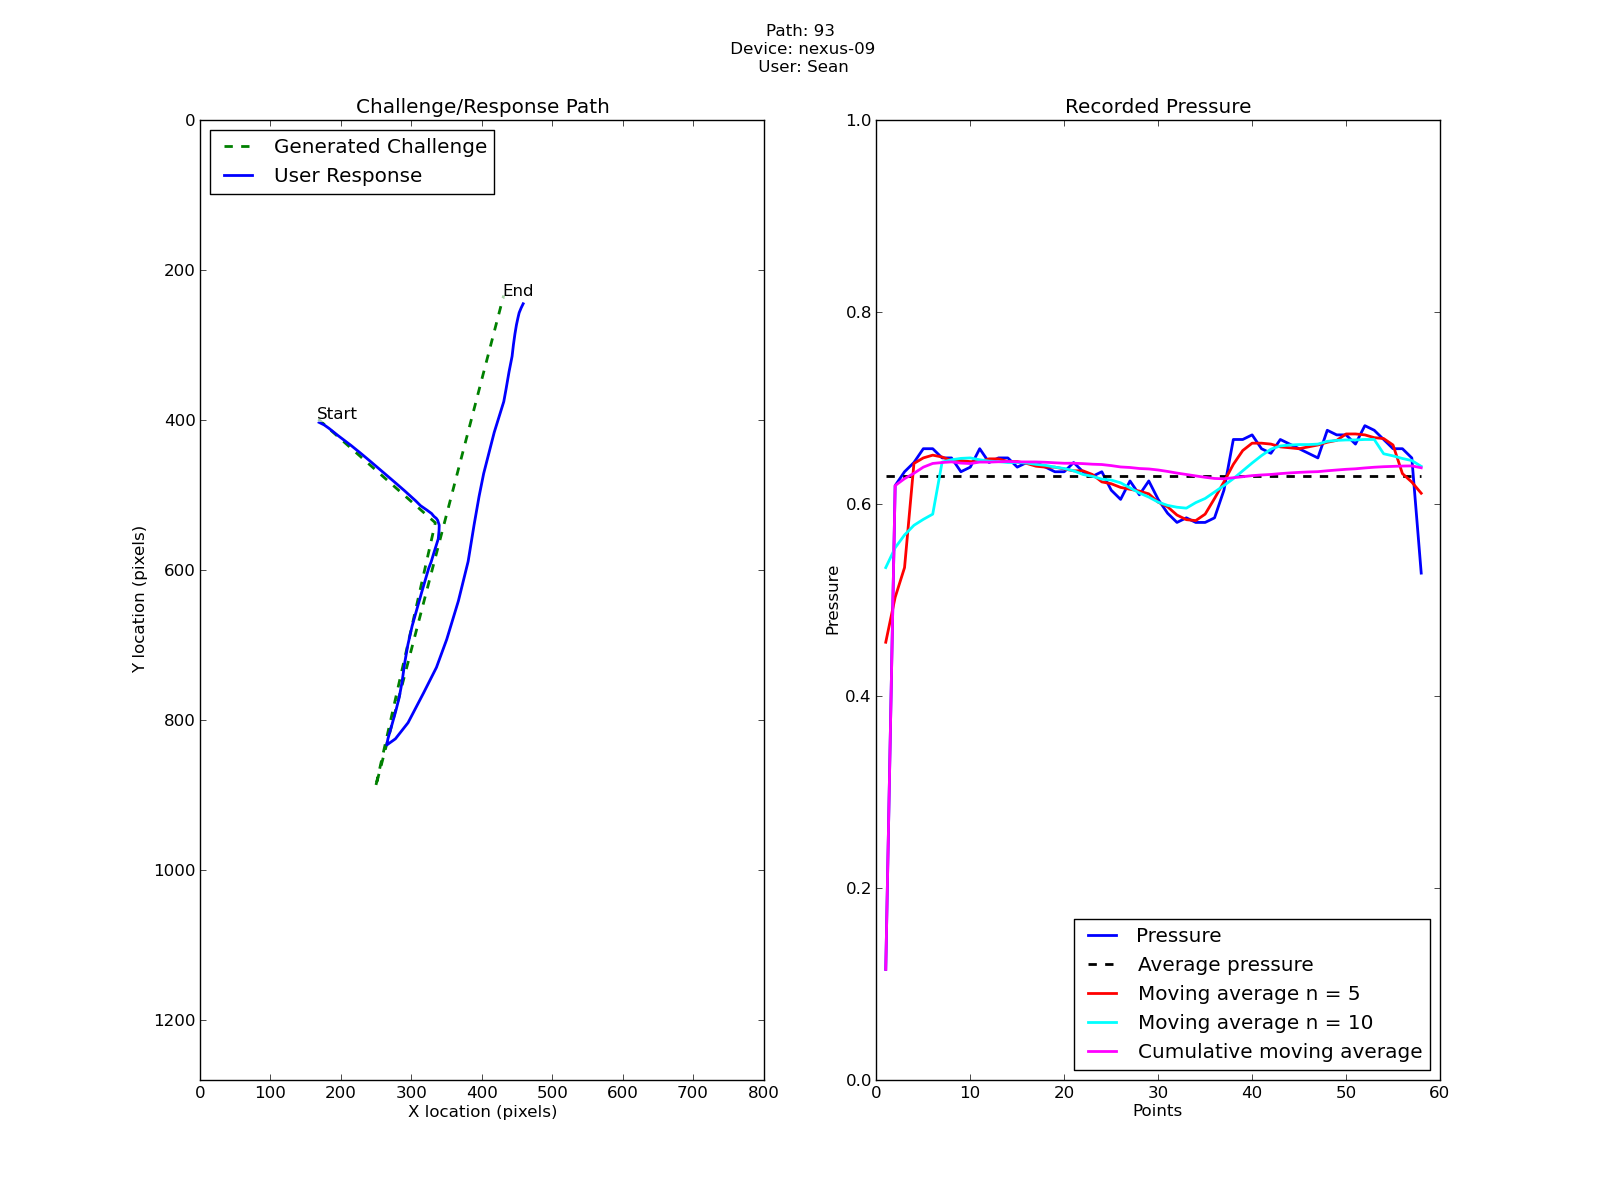 Path: 93
Device: nexus-09
User: Sean
Challenge/Response Path
Generated Challenge
User Response
Start
End
0
200
400
600
800
1000
1200
Y location (pixels)
0 100 200 300 400 500 600 700 800
X location (pixels)
Recorded Pressure
1.0
0.8
0.6
0.4
0.2
0.0
Pressure
Pressure
Average pressure
Moving average n = 5
Moving average n = 10
Cumulative moving average
0 10 20 30 40 50 60
Points